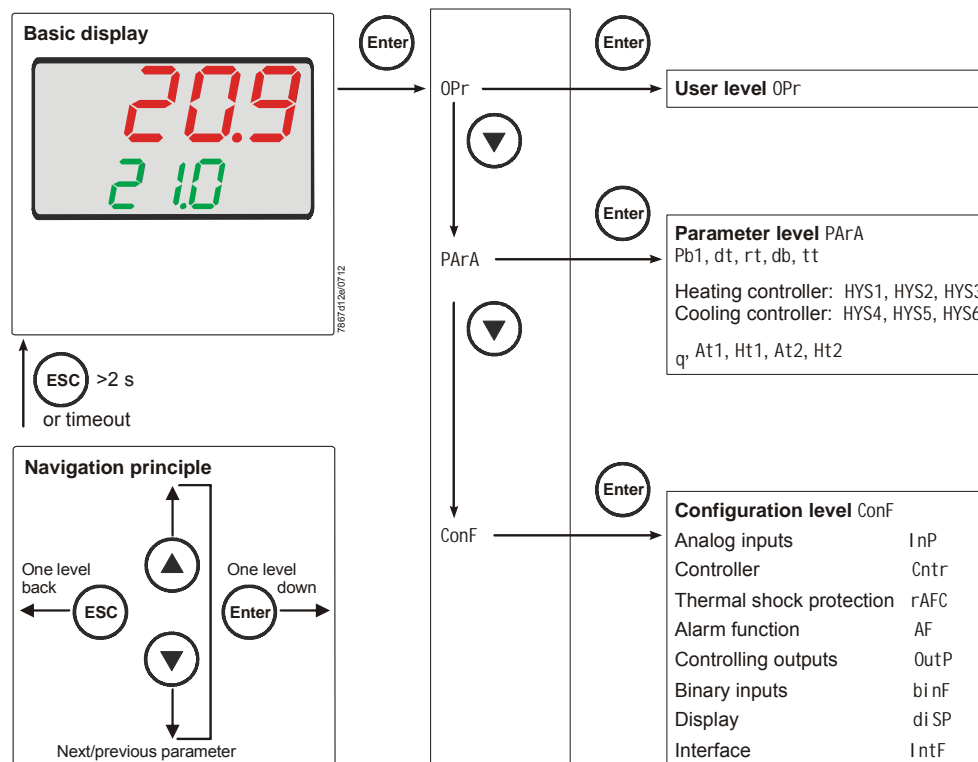 Basic display
20.9
21.0
7867d12e/0712
ESC >2 s
or timeout
Navigation principle
One level
back
ESC
One level
down
Enter
Next/previous parameter
Enter
OPr
PArA
ConF
Enter
User level OPr
Enter
Parameter level PArA
Pb1, dt, rt, db, tt
Heating controller: HYS1, HYS2, HYS3
Cooling controller: HYS4, HYS5, HYS6
q, At1, Ht1, At2, Ht2
Enter
Configuration level ConF
Analog inputs InP
Controller Cntr
Thermal shock protection rAFC
Alarm function AF
Controlling outputs OutP
Binary inputs binF
Display diSP
Interface IntF